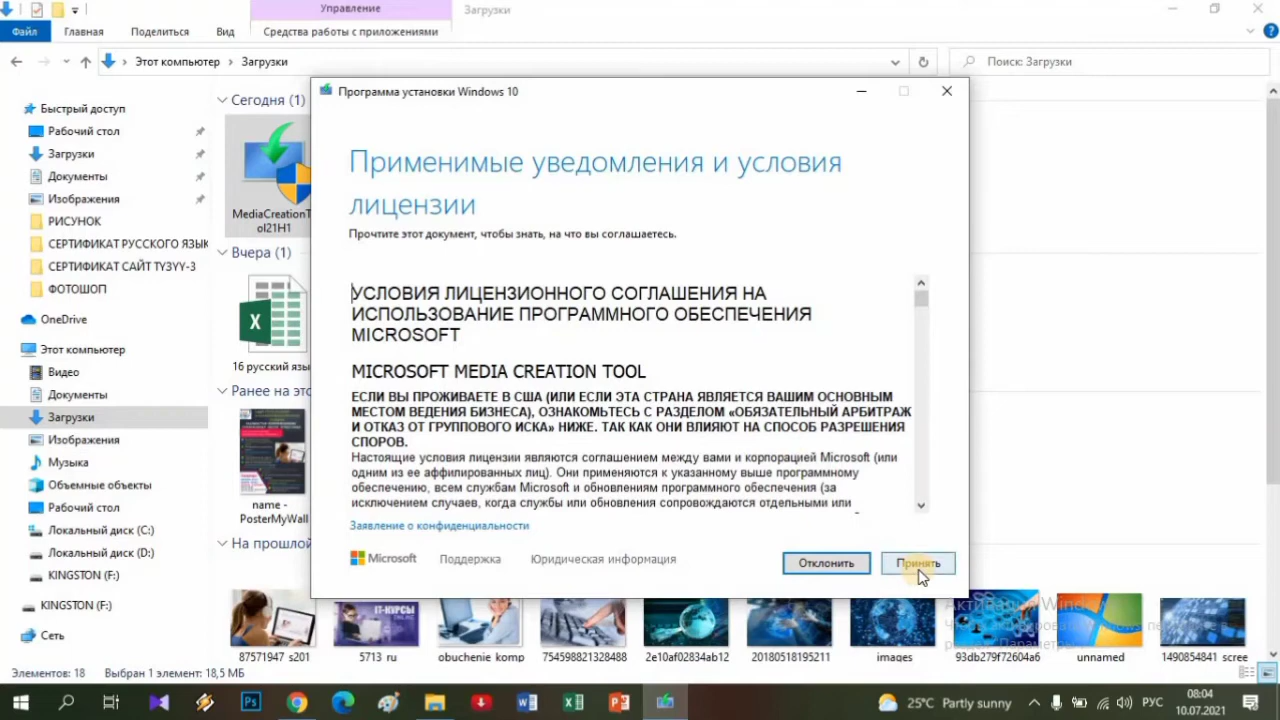 Управление
Загрузки
Файл
Главная
Поделиться
Вид
Средства работы с приложениями
Этот компьютер
Загрузки
Поиск: Загрузки
Быстрый доступ
Рабочий стол
Загрузки
Документы
Изображения
РИСУНОК
СЕРТИФИКАТ РУССКОГО ЯЗЫК
СЕРТИФИКАТ САЙТ ТУЗУУ-3
ФОТОШОП
OneDrive
Этот компьютер
Видео
Документы
Загрузки
Изображения
Музыка
Объемные объекты
Рабочий стол
Локальный диск (C:)
Локальный диск (D:)
KINGSTON (F:)
KINGSTON (F:)
Сеть
Сегодня (1)
MediaCreationT
ol21H1
Вчера (1)
16 русский язы
Ранее на эт
name -
PosterMyWall
На прошлой
Программа установки Windows 10
Применимые уведомления и условия
лицензии
Прочтите этот документ, чтобы знать, на что вы соглашаетесь.
УСЛОВИЯ ЛИЦЕНЗИОННОГО СОГЛАШЕНИЯ НА
ИСПОЛЬЗОВАНИЕ ПРОГРАММНОГО ОБЕСПЕЧЕНИЯ
MICROSOFT
MICROSOFT MEDIA CREATION TOOL
ЕСЛИ ВЫ ПРОЖИВАЕТЕ В США (ИЛИ ЕСЛИ ЭТА СТРАНА ЯВЛЯЕТСЯ ВАШИМ ОСНОВНЫМ
МЕСТОМ ВЕДЕНИЯ БИЗНЕСА), ОЗНАКОМЬТЕСЬ С РАЗДЕЛОМ «ОБЯЗАТЕЛЬНЫЙ АРБИТРАЖ
И ОТКАЗ ОТ ГРУППОВОГО ИСКА» НИЖЕ. ТАК КАК ОНИ ВЛИЯЮТ НА СПОСОБ РАЗРЕШЕНИЯ
СПОРОВ.
Настоящие условия лицензии являются соглашением между вами и корпорацией Microsoft (или
одним из ее аффилированных лиц). Они применяются к указанному выше программному
обеспечению, всем службам Microsoft и обновлениям программного обеспечения (за
исключением случаев, когда службы или обновления сопровождаются отдельными или
Заявление о конфиденциальности
Microsoft
Поддержка
Юридическая информация
Отклонить
Принять
IT-КУРСЫ
87571947_s201
5713_ru
obuchenie_komp
754598821328488
2e10af02834ab12
20180518195211
images
93db279f72604a6
unnamed
1490854841_scree
Элементов: 18
Выбран 1 элемент: 18,5 МБ
25°C
Partly sunny
РУС
08:04
10.07.2021